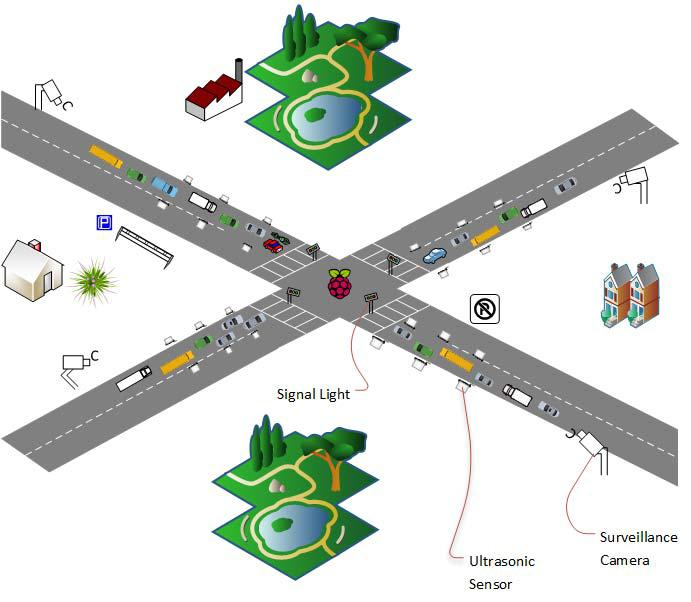 P
Signal Light
Surveillance
Camera
Ultrasonic
Sensor